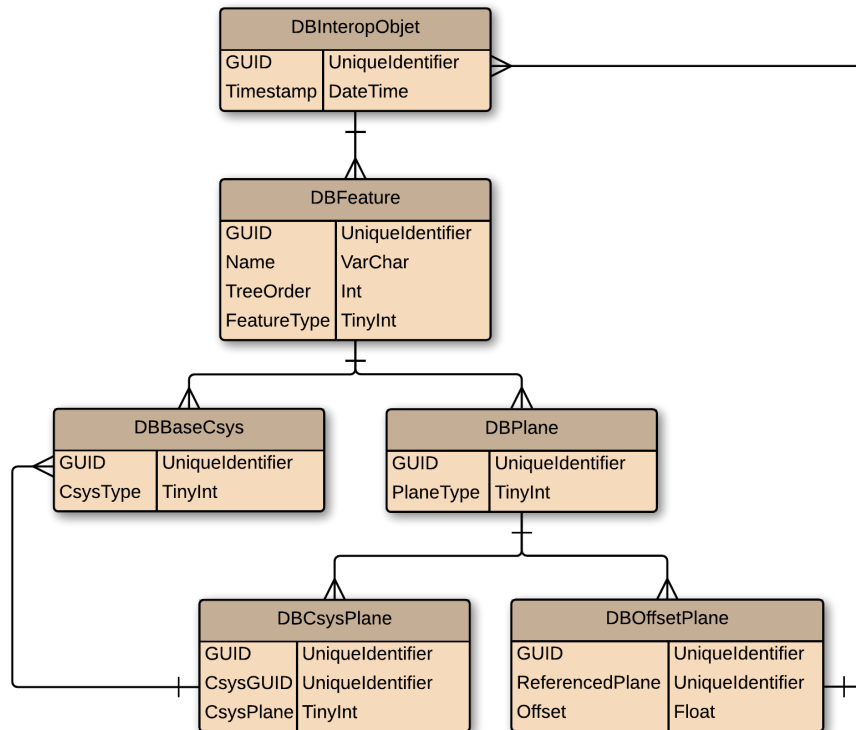 DBInteropObjet
GUID UniqueIdentifier
Timestamp DateTime
DBFeature
GUID UniqueIdentifier
Name VarChar
TreeOrder Int
FeatureType TinyInt
DBBaseCsys
GUID UniqueIdentifier
CsysType TinyInt
DBPlane
GUID UniqueIdentifier
PlaneType TinyInt
DBCsysPlane
GUID UniqueIdentifier
CsysGUID UniqueIdentifier
CsysPlane TinyInt
DBOffsetPlane
GUID UniqueIdentifier
ReferencedPlane UniqueIdentifier
Offset Float